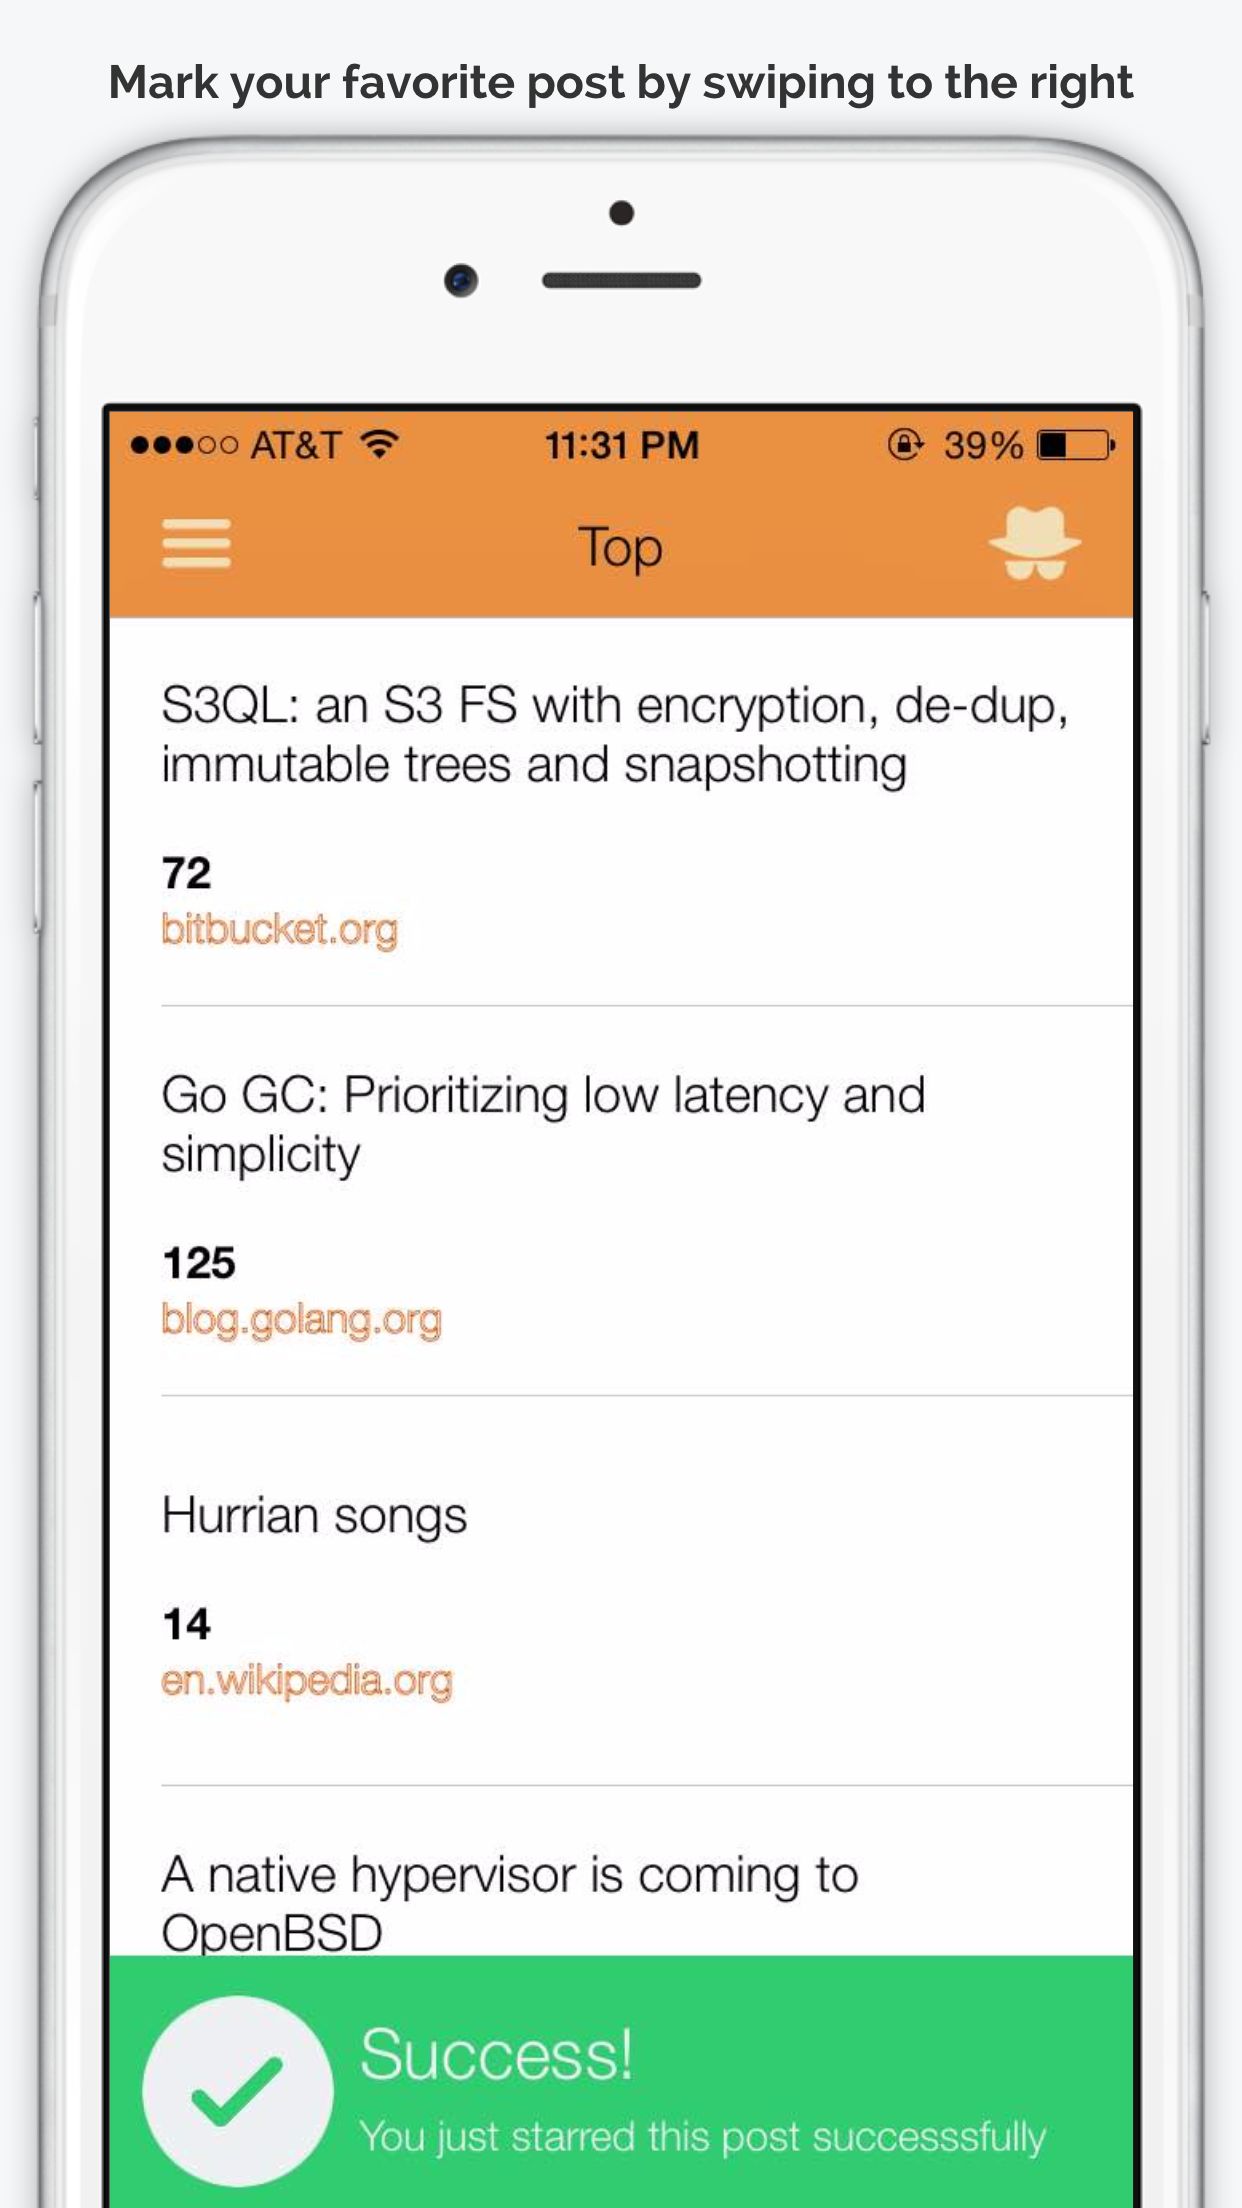 Mark your favorite post by swiping to the right
AT&T 11:31 PM 39%
Top
S3QL: an S3 FS with encryption, de-dup,
immutable trees and snapshotting
72
bitbucket.org
Go GC: Prioritizing low latency and
simplicity
125
blog.golang.org
Hurrian songs
14
en.wikipedia.org
A native hypervisor is coming to
OpenBSD
Success!
You just starred this post successsfully